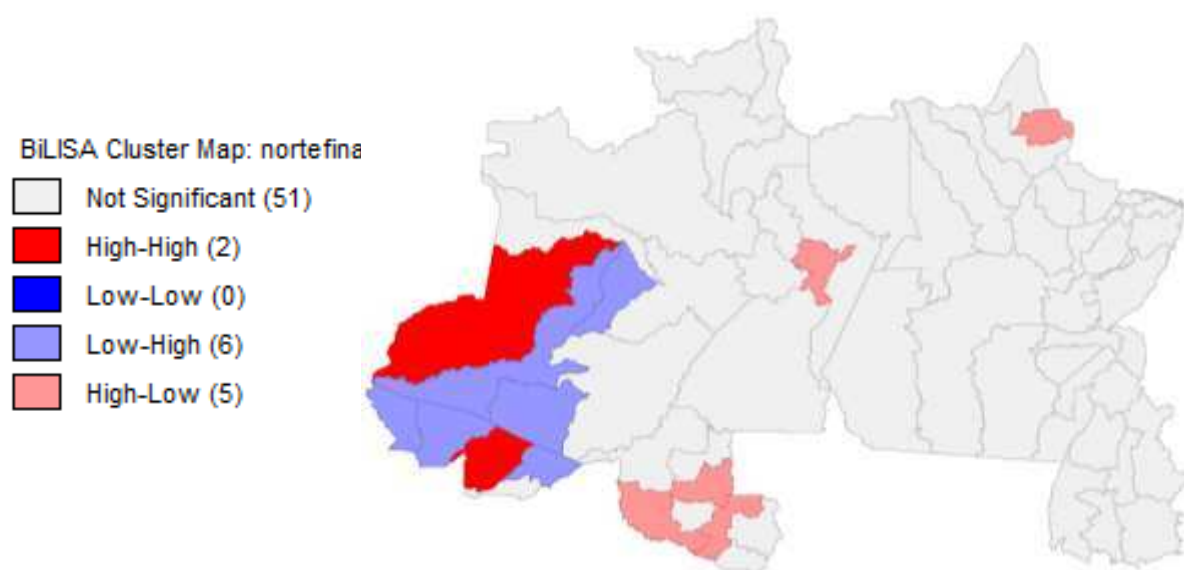 BiLISA Cluster Map: nortefina
Not Significant (51)
High-High (2)
Low-Low (0)
Low-High (6)
High-Low (5)